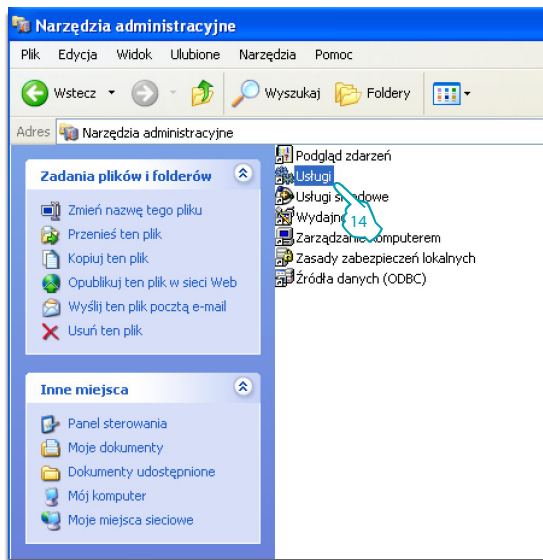 Narzędzia administracyjne
Plik Edycja Widok Ulubione Narzędzia Pomoc
Wstecz Wyszukaj Foldery
Adres Narzędzia administracyjne
Zadania plików i folderów
Zmień nazwę tego pliku
Przenieś ten plik
Kopiuj ten plik
Opublikuj ten plik w sieci Web
Wyślij ten plik pocztą e-mail
Usuń ten plik
Inne miejsca
Panel sterowania
Moje dokumenty
Dokumenty udostępnione
Mój komputer
Moje miejsca sieciowe
Podgląd zdarzeń
Usługi
Usługi
14
Zarządzanie komputerem
Zasady zabezpieczeń lokalnych
Źródła danych (ODBC)